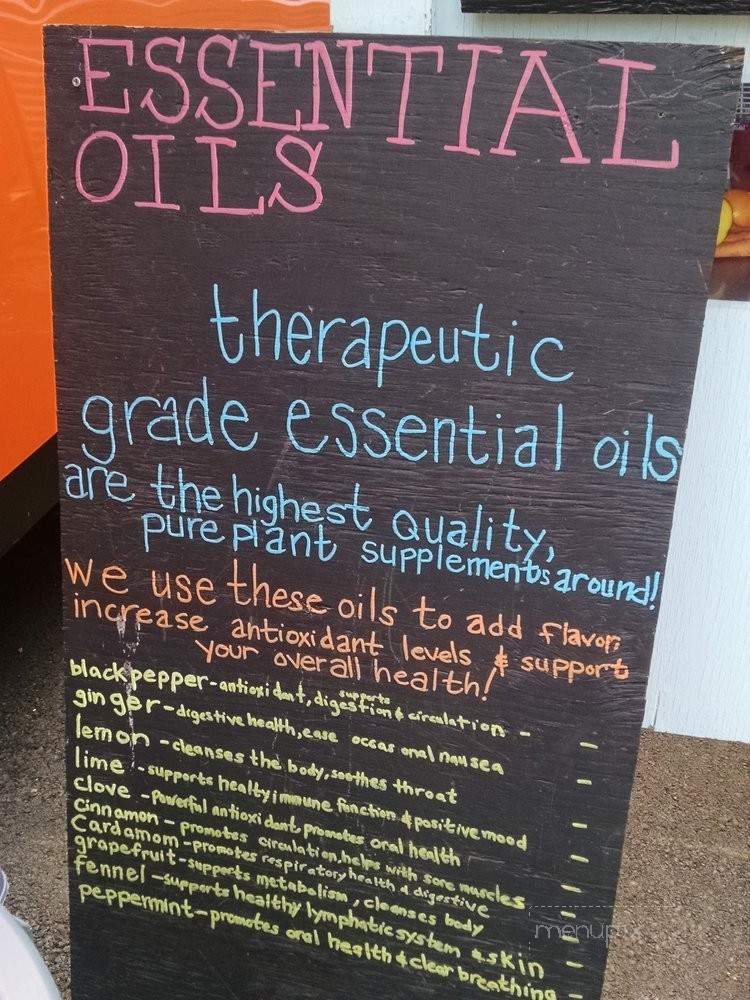 ESSENTIAL
OILS
therapeutic
grade essential oils
are the highest quality,
pure plant supplements around!
we use these oils to add flavor,
increase antioxidant levels & support
your overall health!
black pepper - antioxidant, supports digestion & circulation -
ginger - digestive health, ease occasional nausea -
lemon - cleanses the body, soothes throat -
lime - supports healty immune function & positive mood -
clove - powerful antioxidant, promotes oral health -
cinnamon - promotes circulation, helps with sore muscles -
Cardamom - promotes respiratory health & digestive -
grapefruit - supports metabolism, cleanses body -
fennel - supports healthy lymphatic system & skin -
peppermint - promotes oral health & clear breathing -
menupix